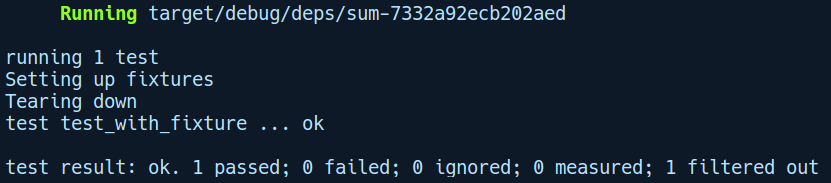 Running target/debug/deps/sum-7332a92ecb202aed
running 1 test
Setting up fixtures
Tearing down
test test_with_fixture ... ok
test result: ok. 1 passed; 0 failed; 0 ignored; 0 measured; 1 filtered out